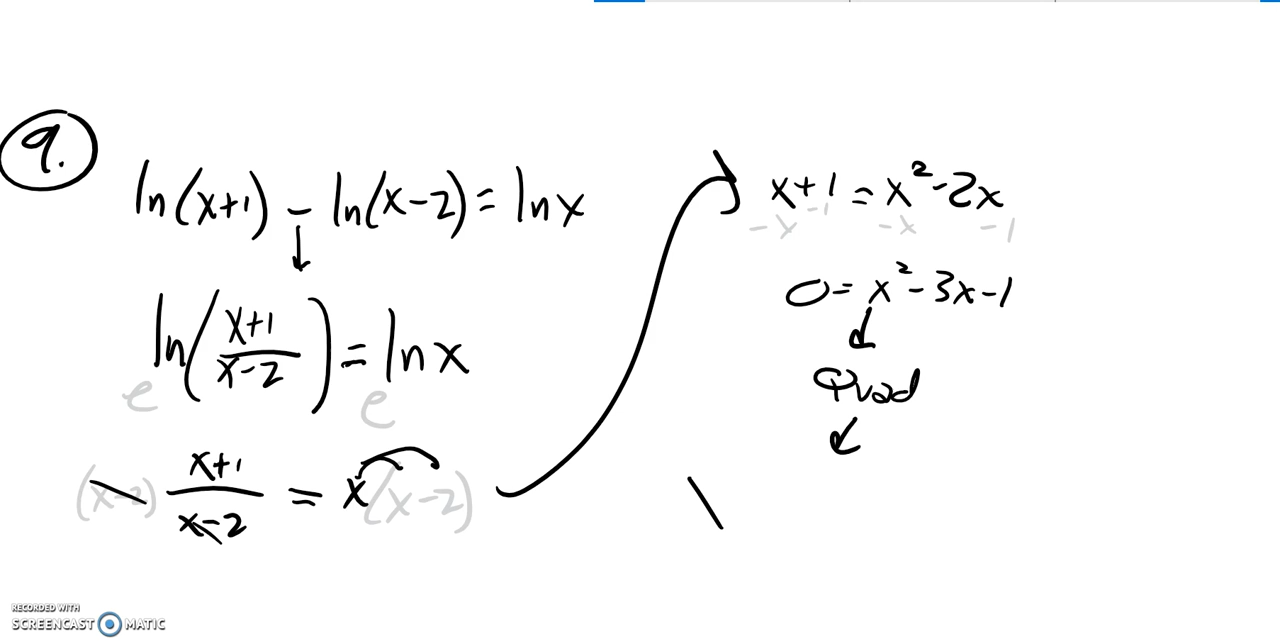 9.
ln(x+1) - ln(x-2) = ln x
ln(x+1/x-2) = ln x
e e
(x-2) x+1/x-2 = x(x-2)
x+1 = x²-2x
-x -1 -x -1
0 = x²-3x-1
Quad
RECORDED WITH
SCREENCAST MATIC